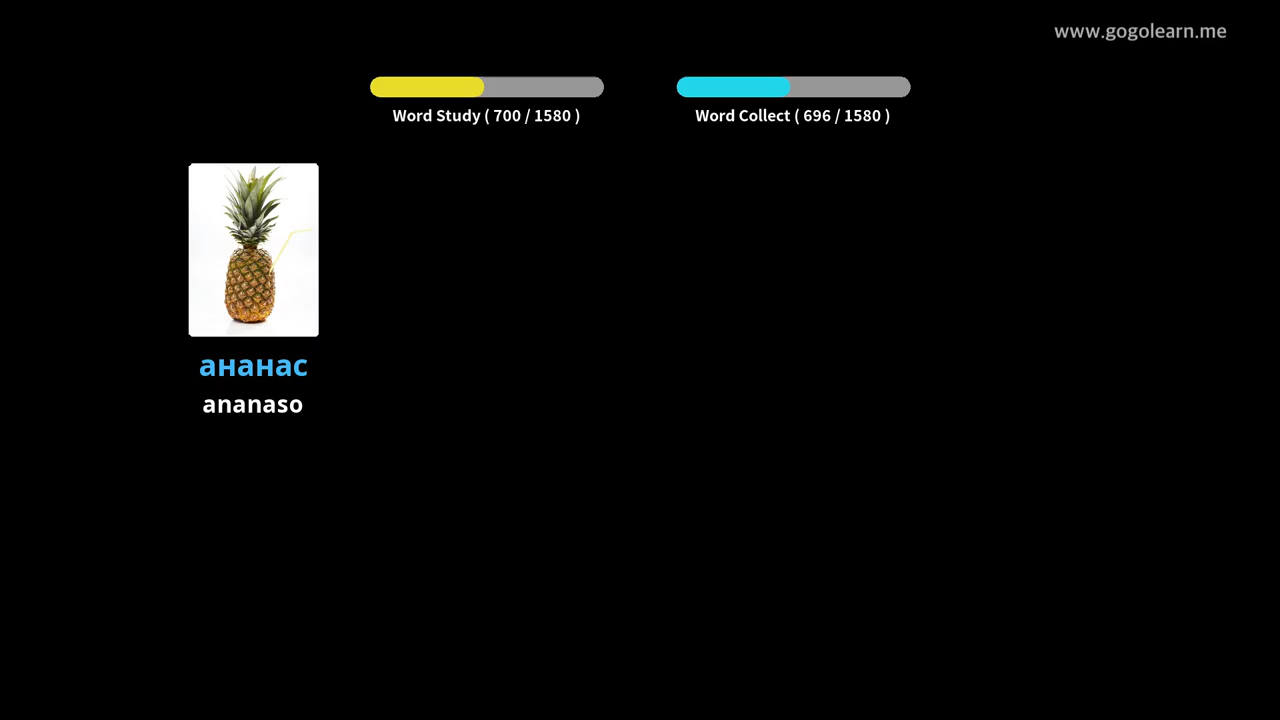 www.gogolearn.me
Word Study ( 700 / 1580 )
Word Collect ( 696 / 1580 )
ананас
ananaso